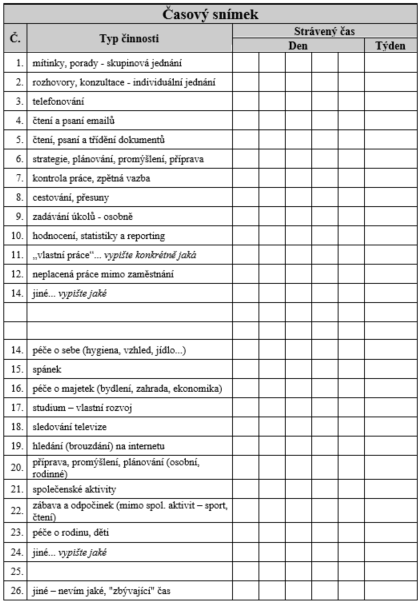 Časový snímek
Č.
Typ činnosti
Strávený čas
Den
Týden
1. mítinky, porady - skupinová jednání
2. rozhovory, konzultace - individuální jednání
3. telefonování
4. čtení a psaní emailů
5. čtení, psaní a třídění dokumentů
6. strategie, plánování, promýšlení, příprava
7. kontrola práce, zpětná vazba
8. cestování, přesuny
9. zadávání úkolů - osobně
10. hodnocení, statistiky a reporting
11. „vlastní práce“... vypište konkrétně jaká
12. neplacená práce mimo zaměstnání
14. jiné... vypište jaké
14. péče o sebe (hygiena, vzhled, jídlo...)
15. spánek
16. péče o majetek (bydlení, zahrada, ekonomika)
17. studium – vlastní rozvoj
18. sledování televize
19. hledání (brouzdání) na internetu
20. příprava, promýšlení, plánování (osobní,
rodinné)
21. společenské aktivity
22. zábava a odpočinek (mimo spol. aktivit – sport,
čtení)
23. péče o rodinu, děti
24. jiné... vypište jaké
25.
26. jiné – nevím jaké, "zbývající" čas